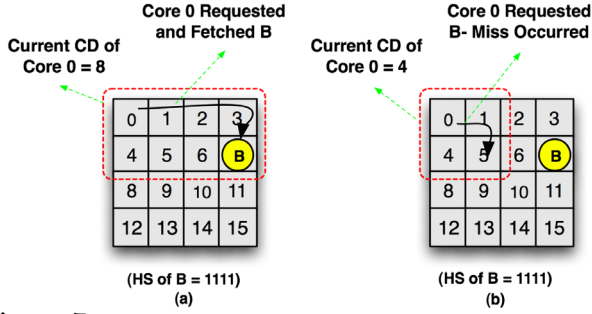 Core 0 Requested
and Fetched B
Current CD of
Core 0 = 8
0 1 2 3
4 5 6 B
8 9 10 11
12 13 14 15
(HS of B = 1111)
(a)
Core 0 Requested
B- Miss Occurred
Current CD of
Core 0 = 4
0 1 2 3
4 5 6 B
8 9 10 11
12 13 14 15
(HS of B = 1111)
(b)